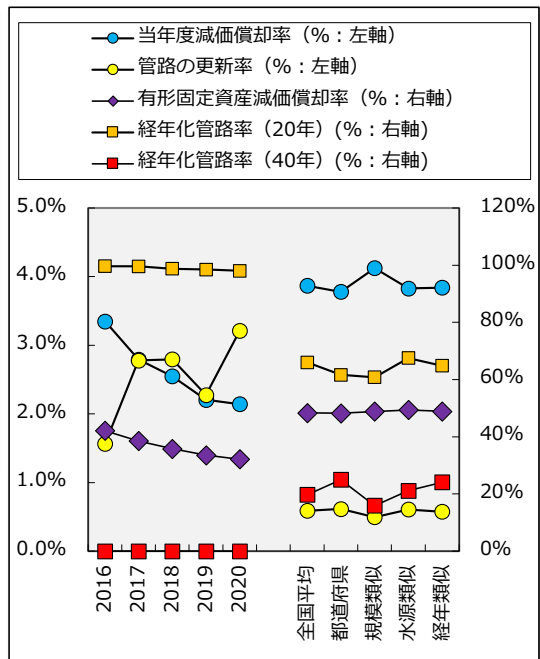 当年度減価償却率（%：左軸）
管路の更新率（%：左軸）
有形固定資産減価償却率（%：右軸）
経年化管路率（20年）(%：右軸)
経年化管路率（40年）(%：右軸)
5.0%
4.0%
3.0%
2.0%
1.0%
0.0%
120%
100%
80%
60%
40%
20%
0%
2016
2017
2018
2019
2020
全国平均
都道府県
規模類似
水源類似
経年類似